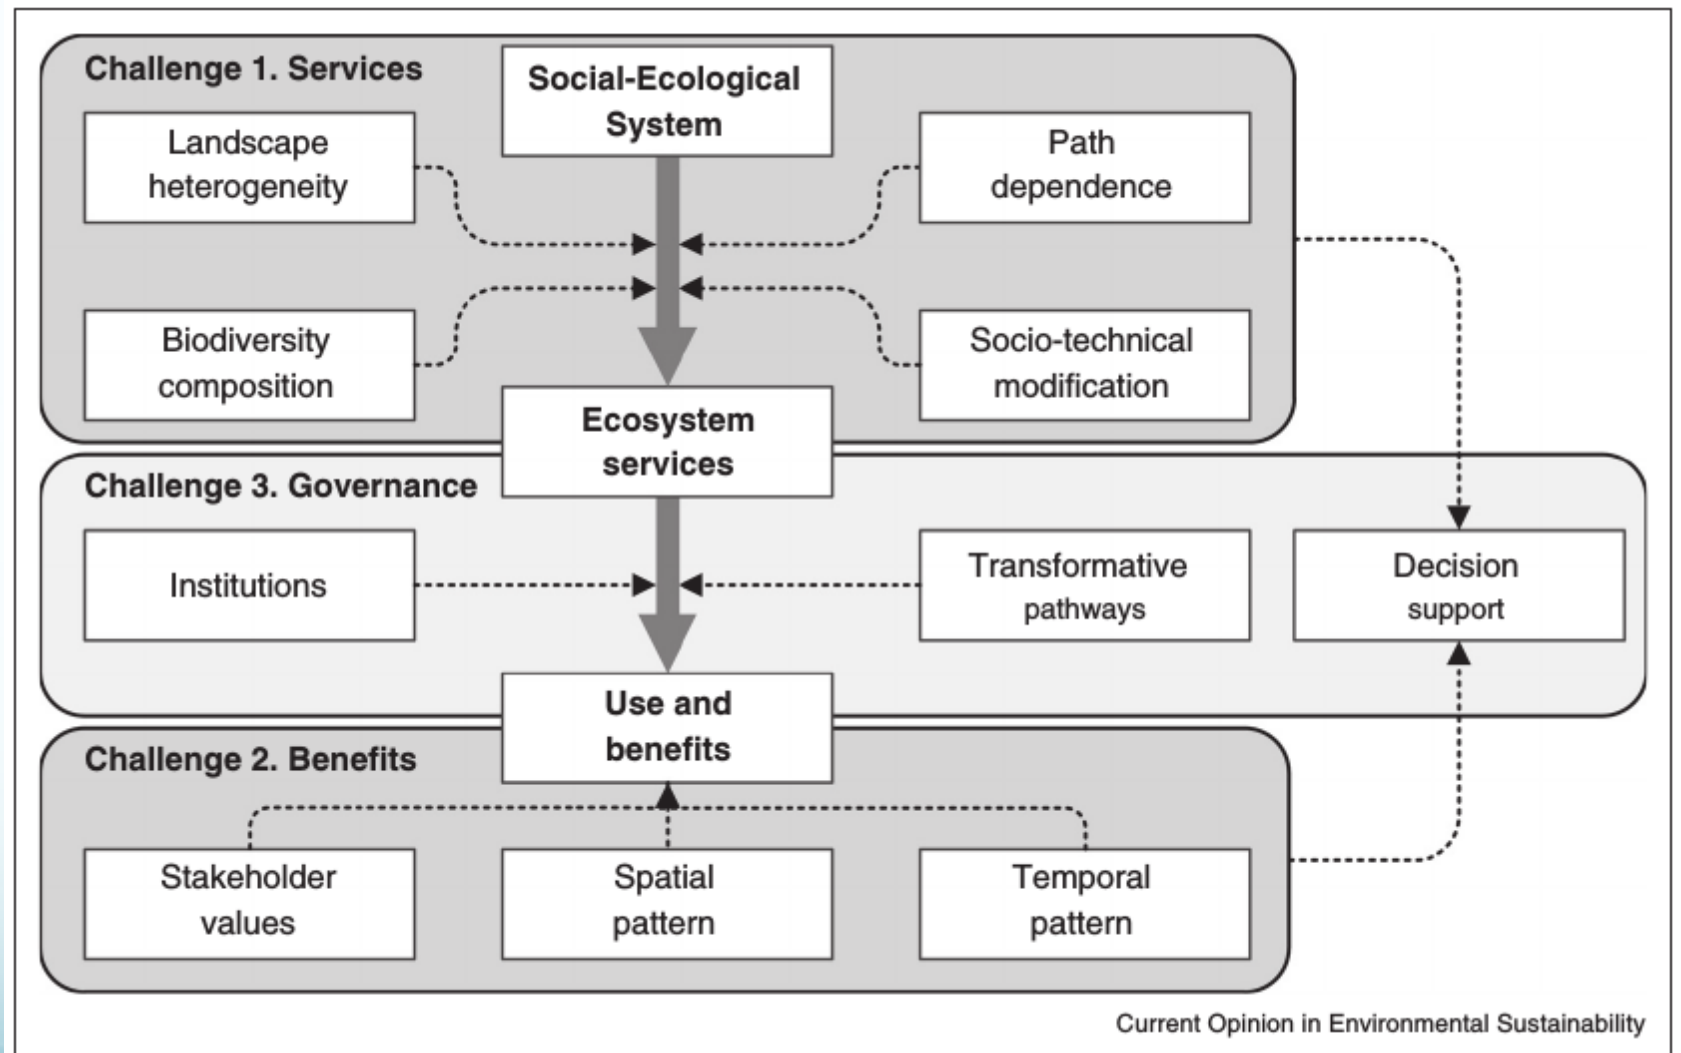 Challenge 1. Services
Social-Ecological
System
Landscape
heterogeneity
Path
dependence
Biodiversity
composition
Socio-technical
modification
Ecosystem
services
Challenge 3. Governance
Institutions
Transformative
pathways
Decision
support
Use and
benefits
Challenge 2. Benefits
Stakeholder
values
Spatial
pattern
Temporal
pattern
Current Opinion in Environmental Sustainability